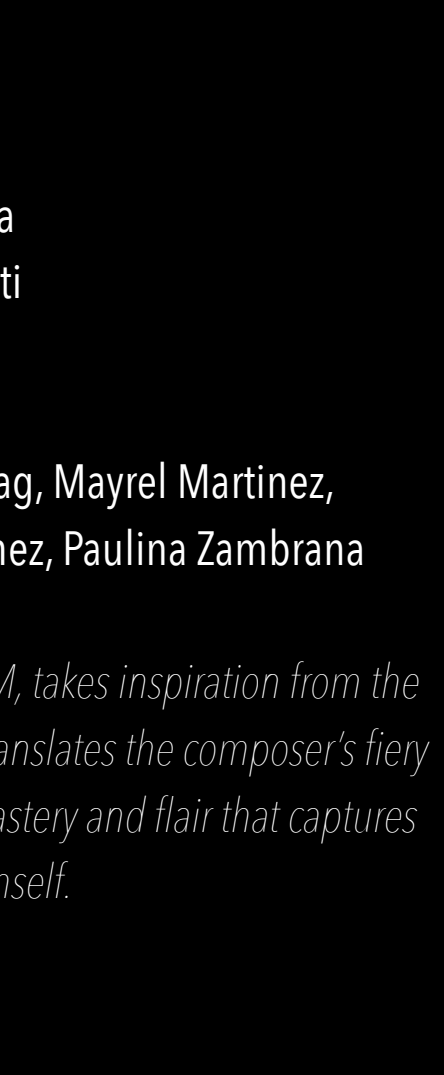 a
ti
ag, Mayrel Martinez,
nez, Paulina Zambrana
M, takes inspiration from the
anslates the composer's fiery
astery and flair that captures
mself.